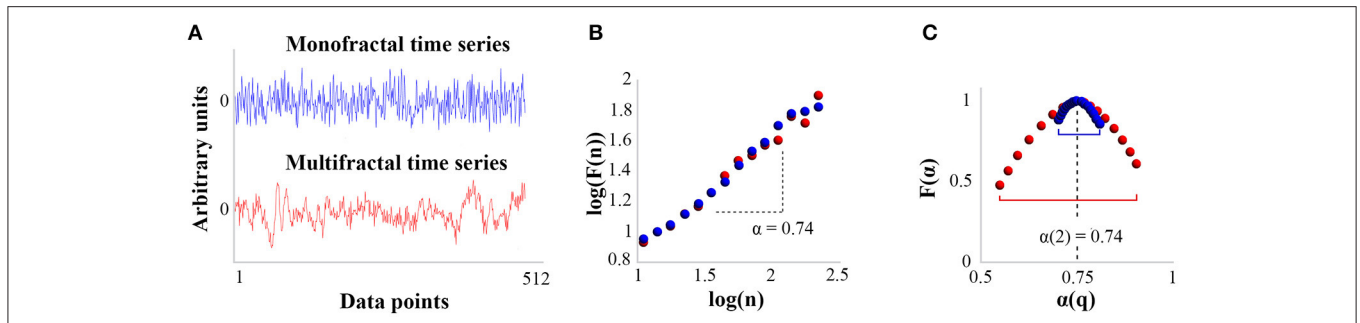 A
Monofractal time series
0
Multifractal time series
0
Arbitrary units
1
512
Data points
B
2
1.8
1.6
1.4
1.2
1
0.8
log(F(n))
α = 0.74
1
1.5
2
2.5
log(n)
C
1
0.5
0
F(α)
α(2) = 0.74
0.5
0.75
1
α(q)